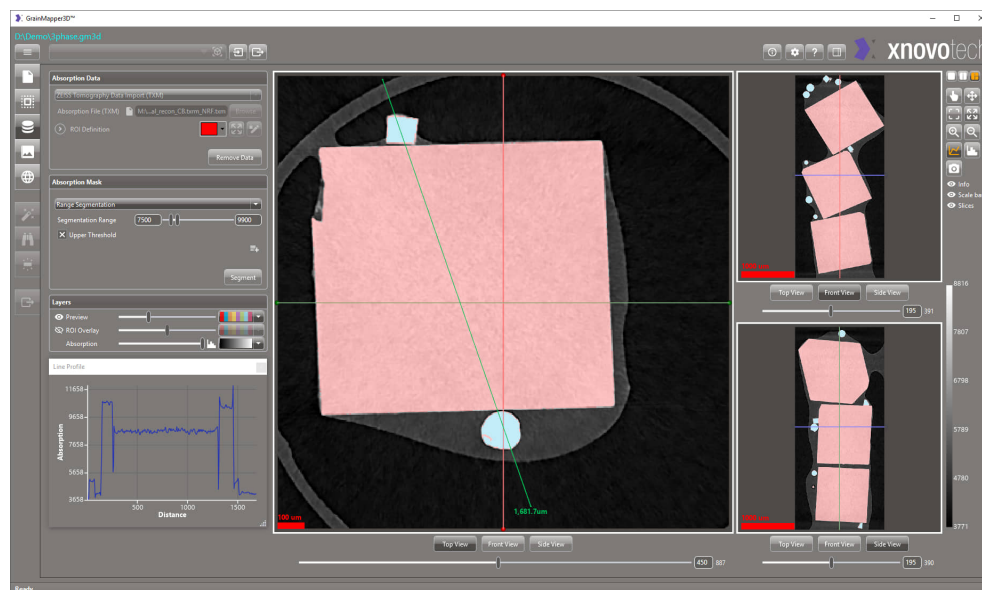 GrainMapper3D™
D:\Demo\3phase.gm3d
xnovotech
Absorption Data
ZEISS Tomography Data Import (TXM)
Absorption File (TXM)
ROI Definition
Remove Data
Absorption Mask
Range Segmentation
Segmentation Range 7500 9900
Upper Threshold
Segment
Layers
Preview
ROI Overlay
Absorption
Line Profile
11658
9658
7658
5658
3658
Absorption
500 1000 1500
Distance
100 um
1,681.7um
Top View Front View Side View
450 887
Top View Front View Side View
195 391
Top View Front View Side View
195 390
Info
Scale ba
Slices
8816
7807
6798
5789
4780
3771
Ready